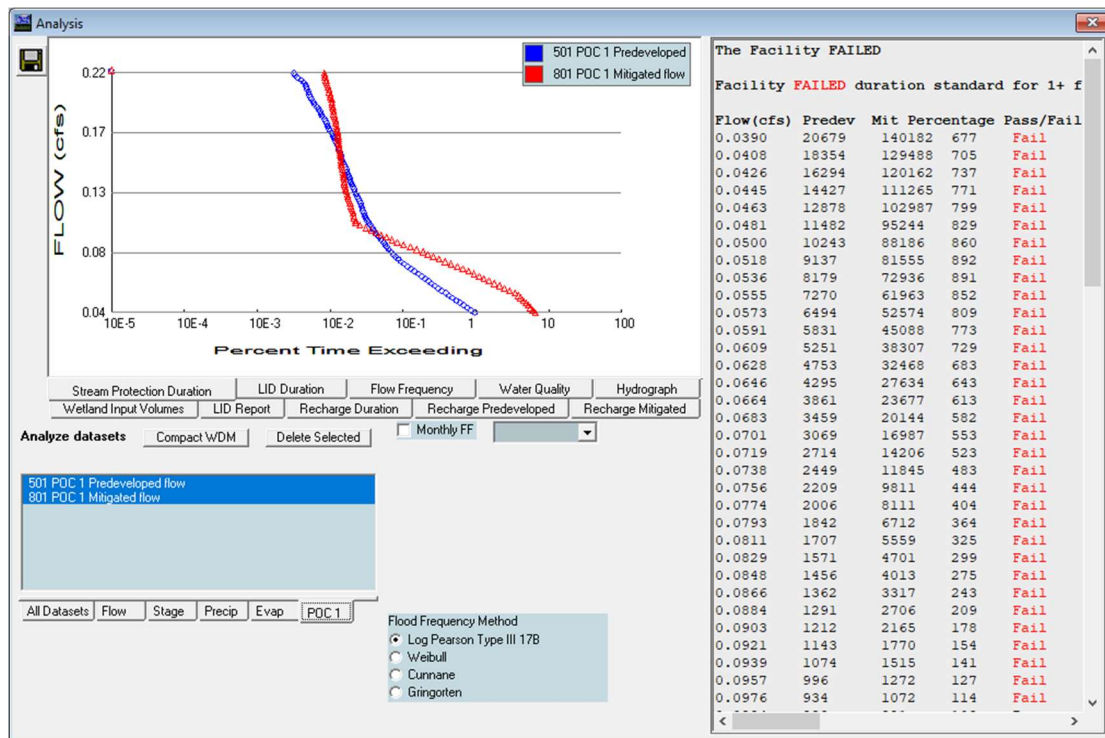 Analysis
501 POC 1 Predeveloped
801 POC 1 Mitigated flow
FLOW (cfs)
0.22
0.17
0.13
0.08
0.04
10E-5 10E-4 10E-3 10E-2 10E-1 1 10 100
Percent Time Exceeding
Stream Protection Duration LID Duration Flow Frequency Water Quality Hydrograph
Wetland Input Volumes LID Report Recharge Duration Recharge Predeveloped Recharge Mitigated
Analyze datasets Compact WDM Delete Selected Monthly FF
501 POC 1 Predeveloped flow
801 POC 1 Mitigated flow
All Datasets Flow Stage Precip Evap POC 1
Flood Frequency Method
Log Pearson Type III 17B
Weibull
Cunnane
Gringorten
The Facility FAILED
Facility FAILED duration standard for 1+ f
Flow(cfs) Predev Mit Percentage Pass/Fail
0.0390 20679 140182 677 Fail
0.0408 18354 129488 705 Fail
0.0426 16294 120162 737 Fail
0.0445 14427 111265 771 Fail
0.0463 12878 102987 799 Fail
0.0481 11482 95244 829 Fail
0.0500 10243 88186 860 Fail
0.0518 9137 81555 892 Fail
0.0536 8179 72936 891 Fail
0.0555 7270 61963 852 Fail
0.0573 6494 52574 809 Fail
0.0591 5831 45088 773 Fail
0.0609 5251 38307 729 Fail
0.0628 4753 32468 683 Fail
0.0646 4295 27634 643 Fail
0.0664 3861 23677 613 Fail
0.0683 3459 20144 582 Fail
0.0701 3069 16987 553 Fail
0.0719 2714 14206 523 Fail
0.0738 2449 11845 483 Fail
0.0756 2209 9811 444 Fail
0.0774 2006 8111 404 Fail
0.0793 1842 6712 364 Fail
0.0811 1707 5559 325 Fail
0.0829 1571 4701 299 Fail
0.0848 1456 4013 275 Fail
0.0866 1362 3317 243 Fail
0.0884 1291 2706 209 Fail
0.0903 1212 2165 178 Fail
0.0921 1143 1770 154 Fail
0.0939 1074 1515 141 Fail
0.0957 996 1272 127 Fail
0.0976 934 1072 114 Fail